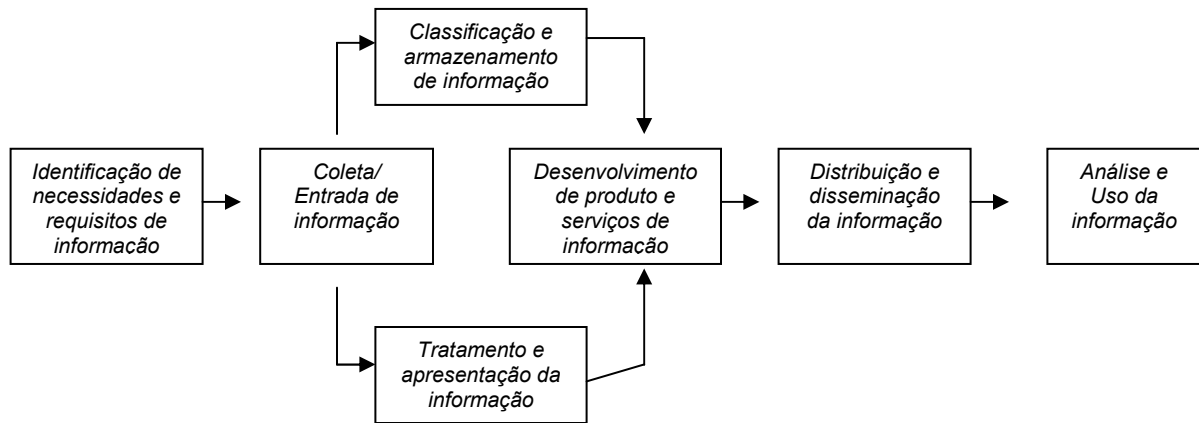 Classificação e
armazenamento
de informação
Identificação de
necessidades e
requisitos de
informação
Coleta/
Entrada de
informação
Desenvolvimento
de produto e
serviços de
informação
Distribuição e
disseminação
da informação
Análise e
Uso da
informação
Tratamento e
apresentação da
informação